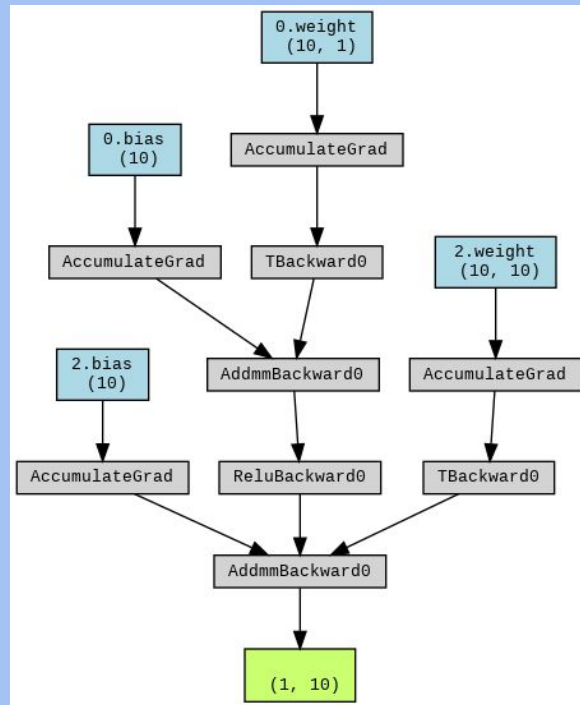 0.weight
(10, 1)
0.bias
(10)
AccumulateGrad
AccumulateGrad
TBackward0
2.weight
(10, 10)
2.bias
(10)
AddmmBackward0
AccumulateGrad
AccumulateGrad
ReluBackward0
TBackward0
AddmmBackward0
(1, 10)